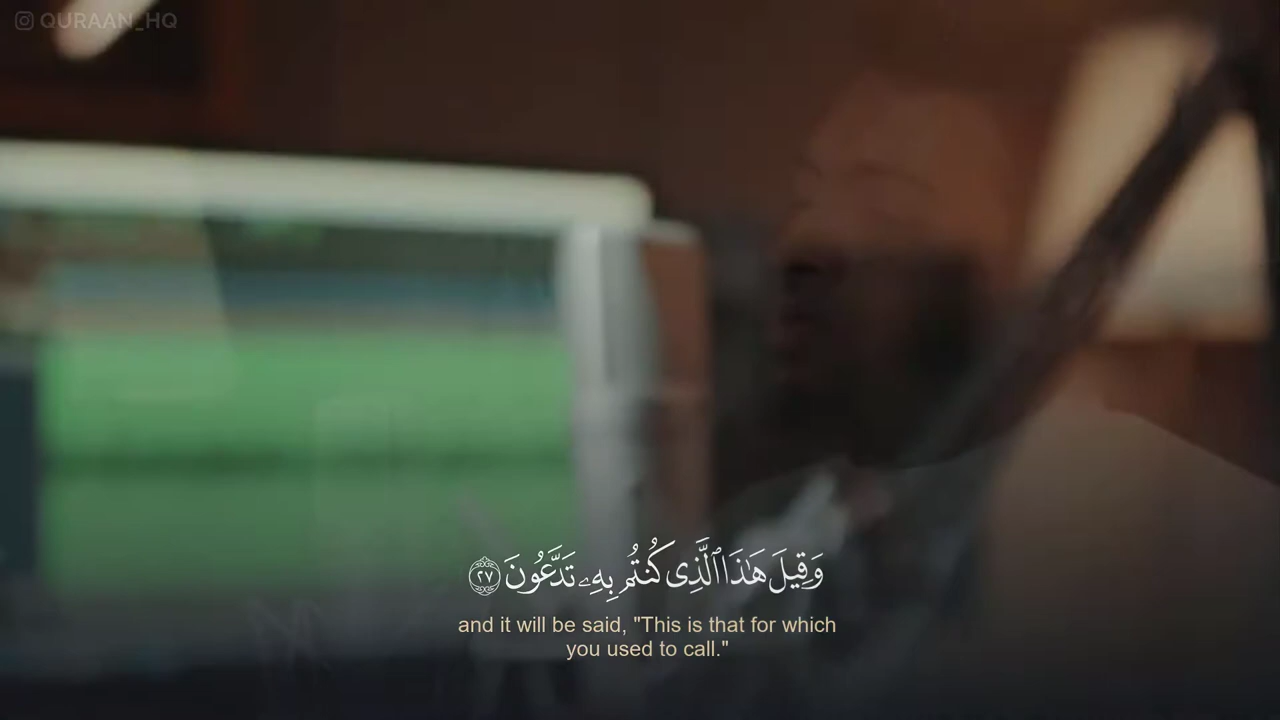 QURAAN_HQ
وَقِيلَ هَٰذَا ٱلَّذِى كُنتُم بِهِۦ تَدَّعُونَ ٢٧
and it will be said, "This is that for which
you used to call."